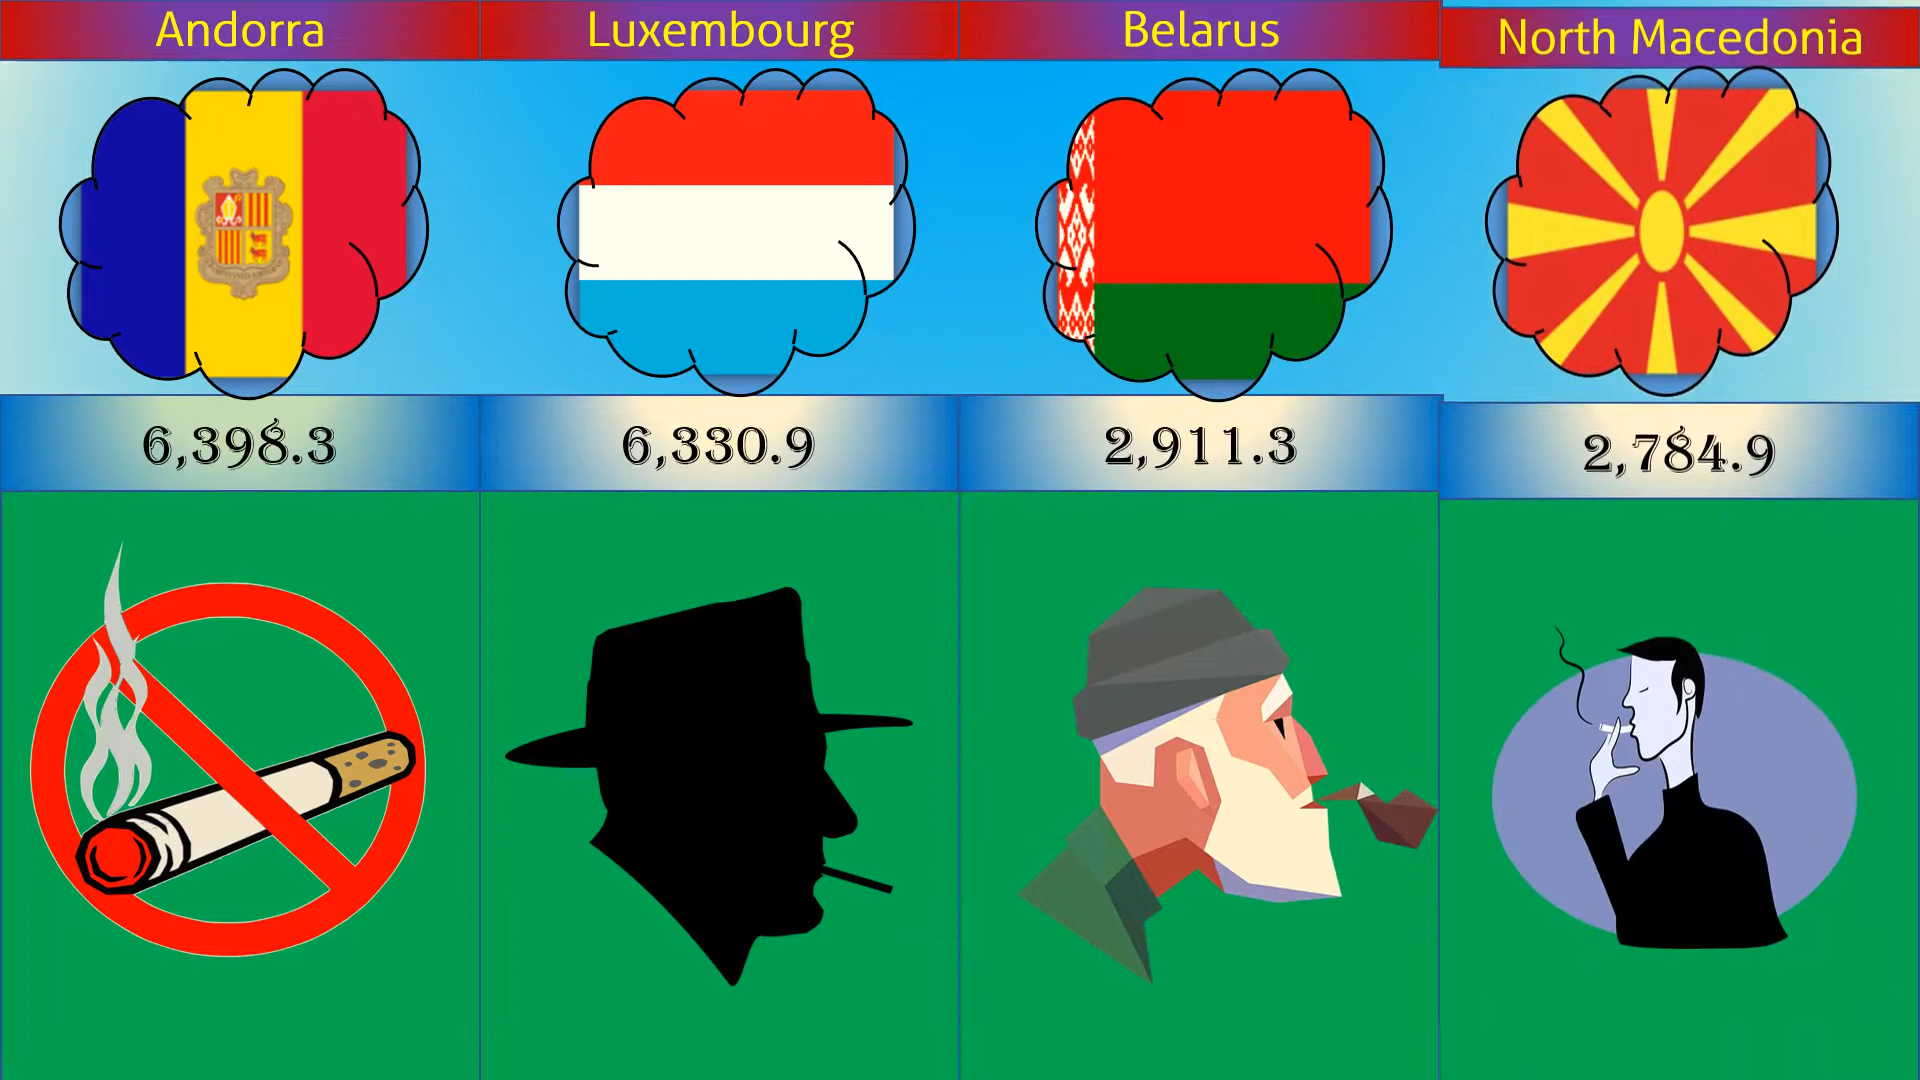 Andorra
Luxembourg
Belarus
North Macedonia
6,398.3
6,330.9
2,911.3
2,784.9